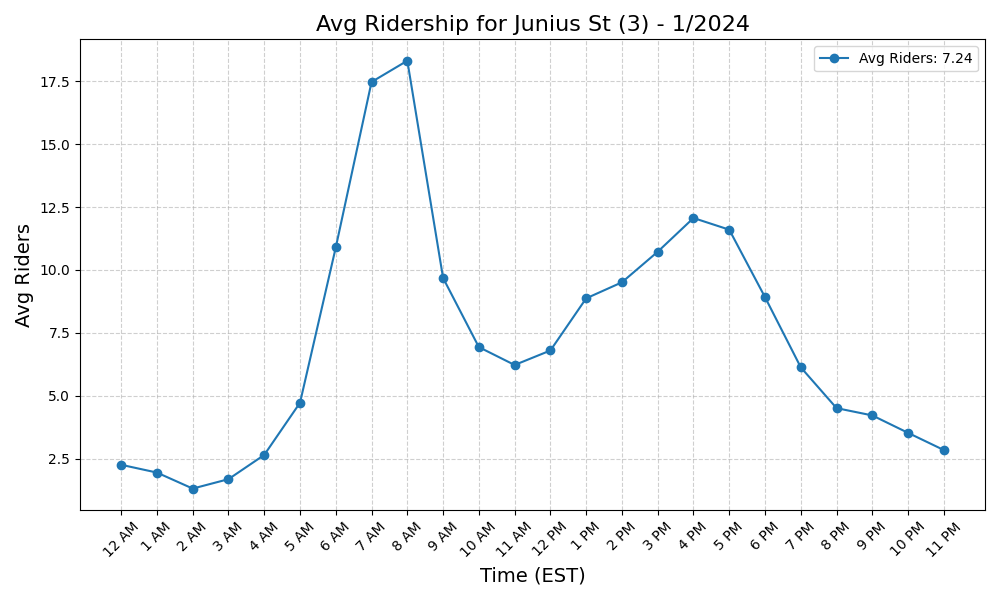 Avg Ridership for Junius St (3) - 1/2024
Avg Riders: 7.24
Avg Riders
17.5
15.0
12.5
10.0
7.5
5.0
2.5
12 AM
1 AM
2 AM
3 AM
4 AM
5 AM
6 AM
7 AM
8 AM
9 AM
10 AM
11 AM
12 PM
1 PM
2 PM
3 PM
4 PM
5 PM
6 PM
7 PM
8 PM
9 PM
10 PM
11 PM
Time (EST)